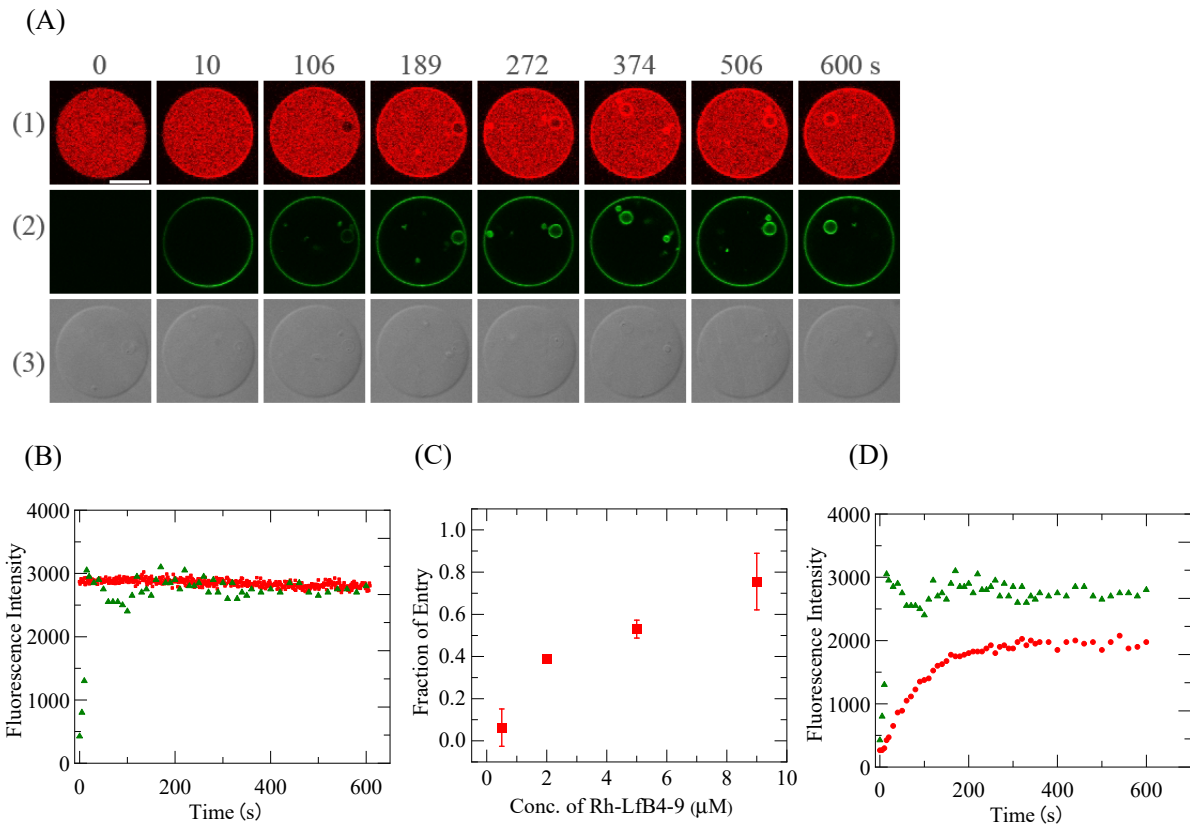 (A)
0 10 106 189 272 374 506 600 s
(1)
(2)
(3)
(B)
(C)
(D)
4000
3000
2000
1000
0
Fluorescence Intensity
0 200 400 600
Time (s)
1.0
0.8
0.6
0.4
0.2
0.0
Fraction of Entry
0 2 4 6 8 10
Conc. of Rh-LfB4-9 (μM)
4000
3000
2000
1000
0
Fluorescence Intensity
0 200 400 600
Time (s)